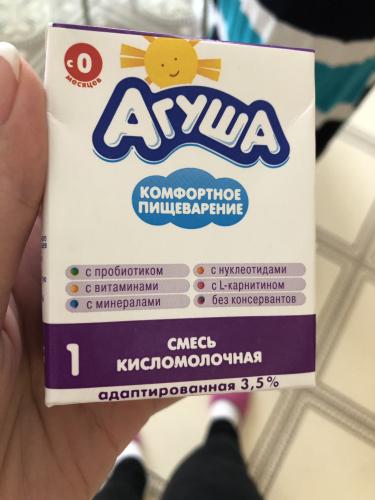 с 0
месяцев
Агуша
КОМФОРТНОЕ
ПИЩЕВАРЕНИЕ
с пробиотиком
с нуклеотидами
с витаминами
с L-карнитином
с минералами
без консервантов
1
СМЕСЬ
КИСЛОМОЛОЧНАЯ
адаптированная 3,5%